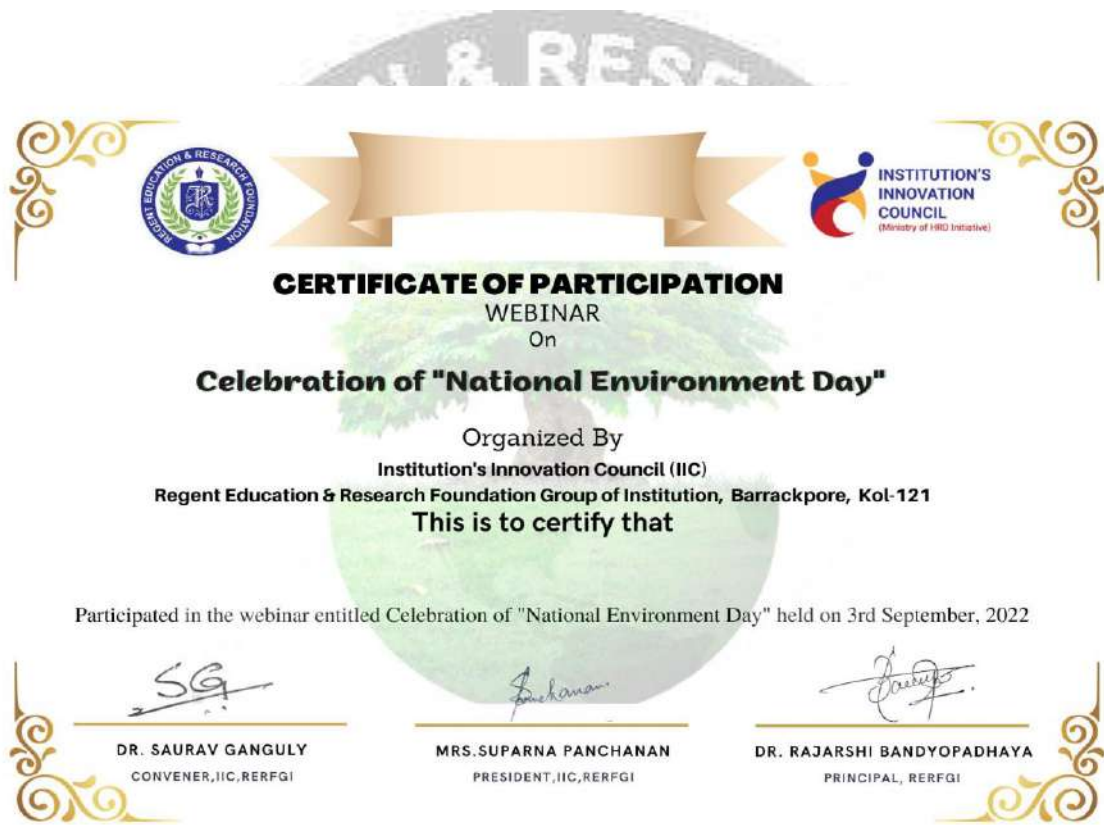 N & RESE
REGENT EDUCATION & RESEARCH FOUNDATION
R
INSTITUTION'S
INNOVATION
COUNCIL
(Ministry of HRD Initiative)
CERTIFICATE OF PARTICIPATION
WEBINAR
On
Celebration of "National Environment Day"
Organized By
Institution's Innovation Council (IIC)
Regent Education & Research Foundation Group of Institution, Barrackpore, Kol-121
This is to certify that
Participated in the webinar entitled Celebration of "National Environment Day" held on 3rd September, 2022
SG
DR. SAURAV GANGULY
CONVENER,IIC,RERFGI
MRS.SUPARNA PANCHANAN
PRESIDENT,IIC,RERFGI
DR. RAJARSHI BANDYOPADHAYA
PRINCIPAL, RERFGI